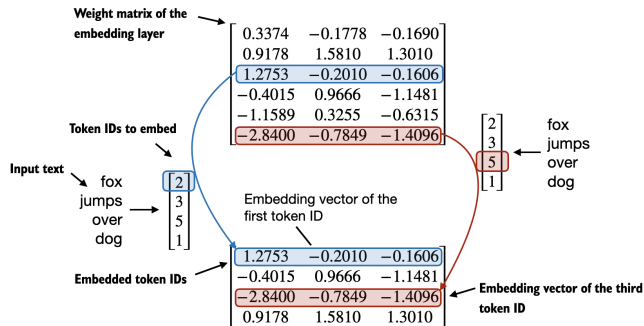 Weight matrix of the
embedding layer
0.3374 −0.1778 −0.1690
0.9178 1.5810 1.3010
1.2753 −0.2010 −0.1606
−0.4015 0.9666 −1.1481
−1.1589 0.3255 −0.6315
−2.8400 −0.7849 −1.4096
Token IDs to embed
Input text
fox 2
jumps 3
over 5
dog 1
2 fox
3 jumps
5 over
1 dog
Embedding vector of the
first token ID
Embedded token IDs
1.2753 −0.2010 −0.1606
−0.4015 0.9666 −1.1481
−2.8400 −0.7849 −1.4096
0.9178 1.5810 1.3010
Embedding vector of the third
token ID